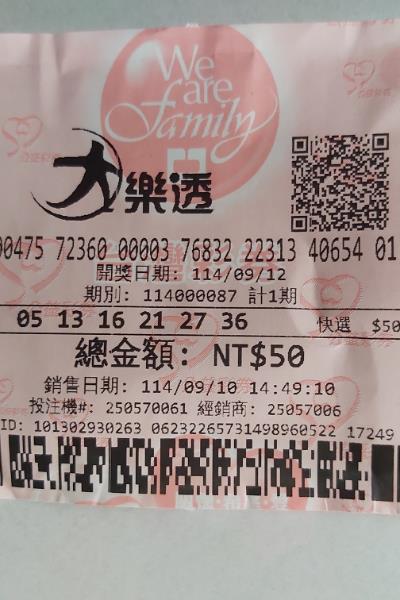 We
are
Family
大樂透
00475 72360 00003 76832 22313 40654 01
開獎日期: 114/09/12
期別: 114000087 計1期
05 13 16 21 27 36 快選 $50
總金額: NT$50
銷售日期: 114/09/10 14:49:10
投注機#: 250570061 經銷商: 25057006
ID: 101302930263 06232265731498960522 17249